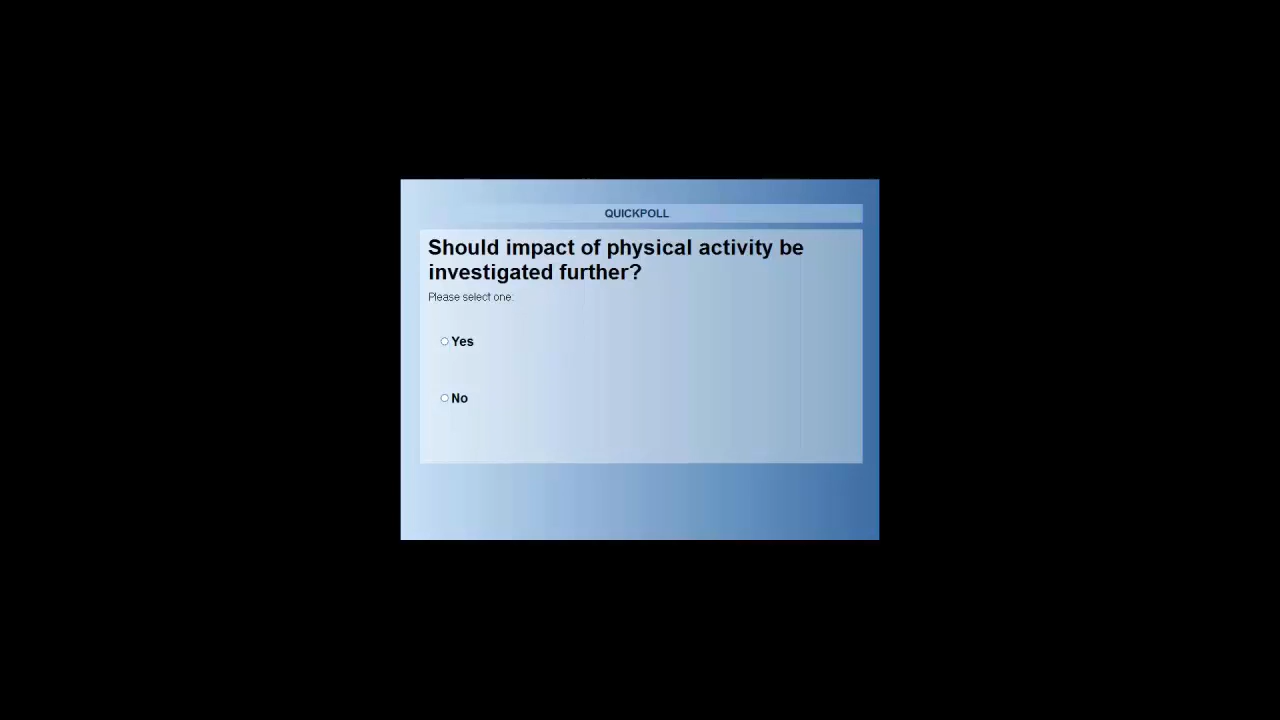 QUICKPOLL
Should impact of physical activity be
investigated further?
Please select one:
Yes
No